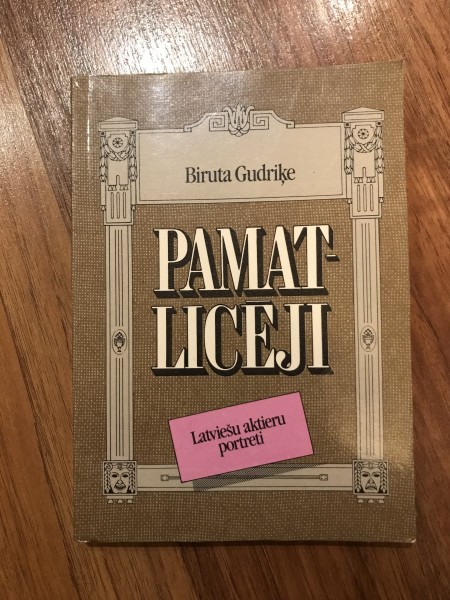 Biruta Gudriķe
PAMAT-
LICĒJI
Latviešu aktieru
portreti